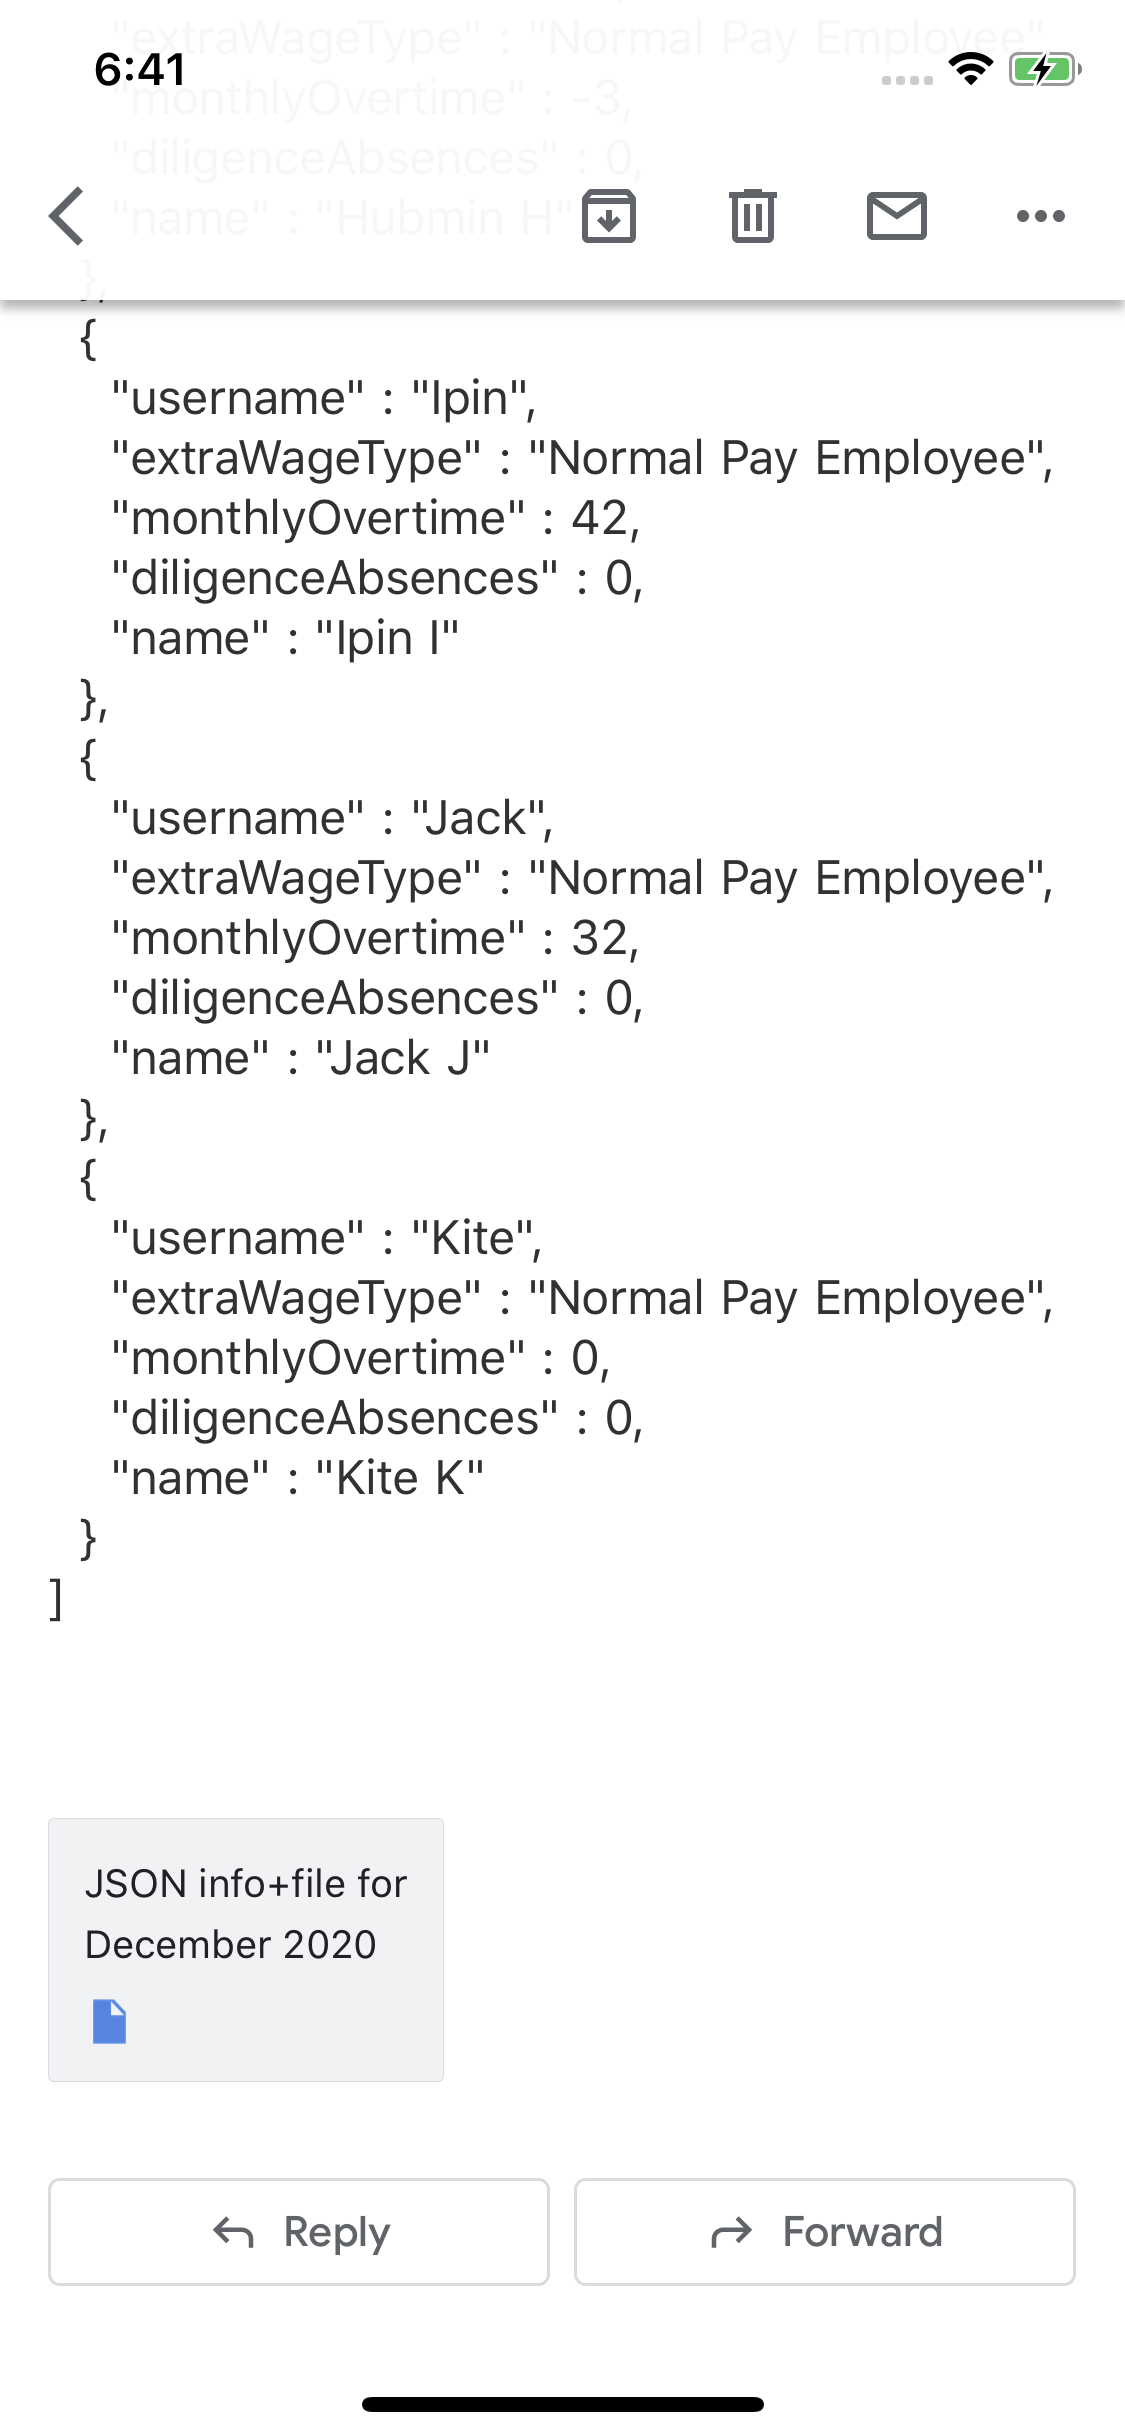 "extraWageType" : "Normal Pay Employee",
6:41
"monthlyOvertime" : -3,
"diligenceAbsences" : 0,
"name" : "Hubmin H"
},
{
"username" : "Ipin",
"extraWageType" : "Normal Pay Employee",
"monthlyOvertime" : 42,
"diligenceAbsences" : 0,
"name" : "Ipin I"
},
{
"username" : "Jack",
"extraWageType" : "Normal Pay Employee",
"monthlyOvertime" : 32,
"diligenceAbsences" : 0,
"name" : "Jack J"
},
{
"username" : "Kite",
"extraWageType" : "Normal Pay Employee",
"monthlyOvertime" : 0,
"diligenceAbsences" : 0,
"name" : "Kite K"
}
]
JSON info+file for
December 2020
Reply
Forward